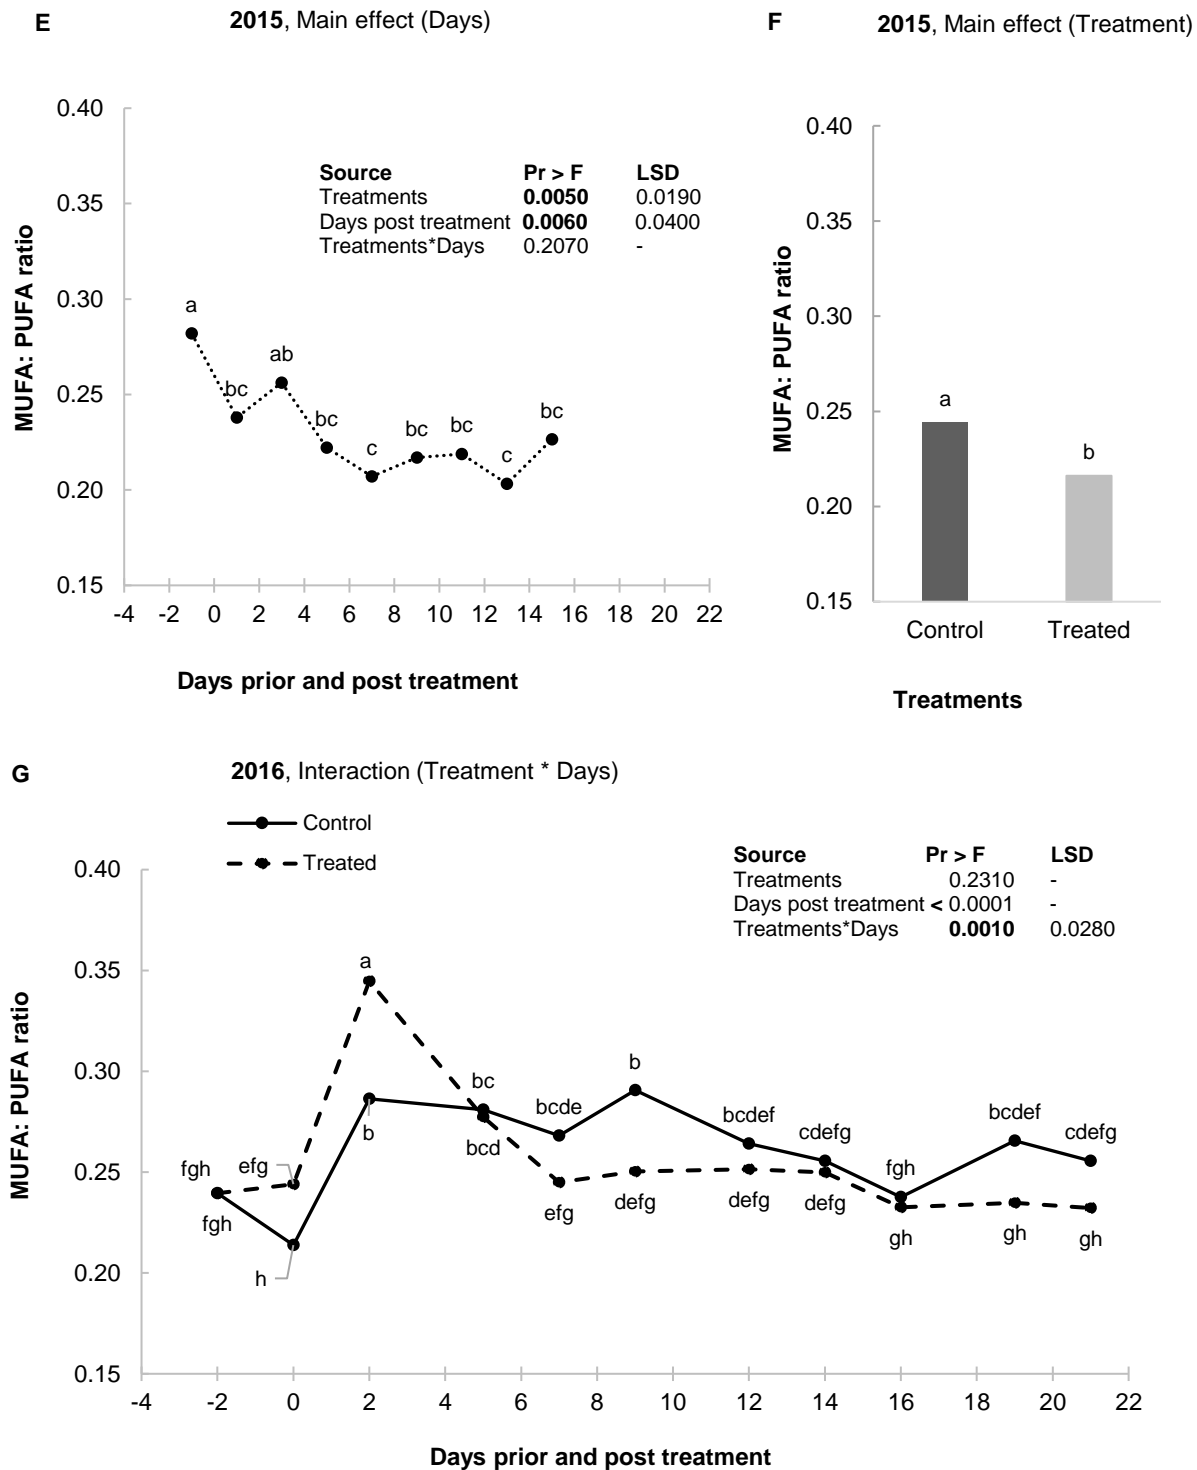 E
2015, Main effect (Days)
0.40
0.35
0.30
0.25
0.20
0.15
MUFA: PUFA ratio
Source Pr > F LSD
Treatments 0.0050 0.0190
Days post treatment 0.0060 0.0400
Treatments*Days 0.2070 -
a
bc
ab
bc
c
bc
bc
c
bc
-4 -2 0 2 4 6 8 10 12 14 16 18 20 22
Days prior and post treatment
F
2015, Main effect (Treatment)
0.40
0.35
0.30
0.25
0.20
0.15
MUFA: PUFA ratio
a
b
Control Treated
Treatments
G
2016, Interaction (Treatment * Days)
Control
Treated
Source Pr > F LSD
Treatments 0.2310 -
Days post treatment < 0.0001 -
Treatments*Days 0.0010 0.0280
0.40
0.35
0.30
0.25
0.20
0.15
MUFA: PUFA ratio
a
bc
b
bcde
bcdef
cdefg
fgh
bcdef
cdefg
fgh
efg
b
bcd
fgh
h
efg
defg
defg
defg
gh
gh
gh
-4 -2 0 2 4 6 8 10 12 14 16 18 20 22
Days prior and post treatment